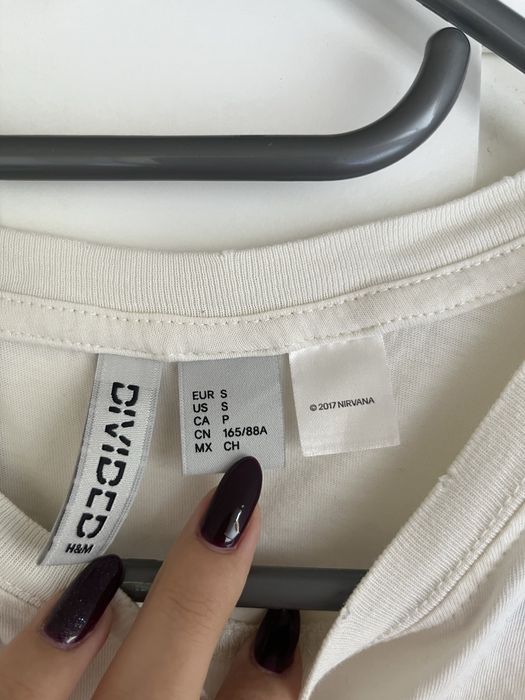 DIVIDED
H&M
EUR S
US S
CA P
CN 165/88A
MX CH
© 2017 NIRVANA